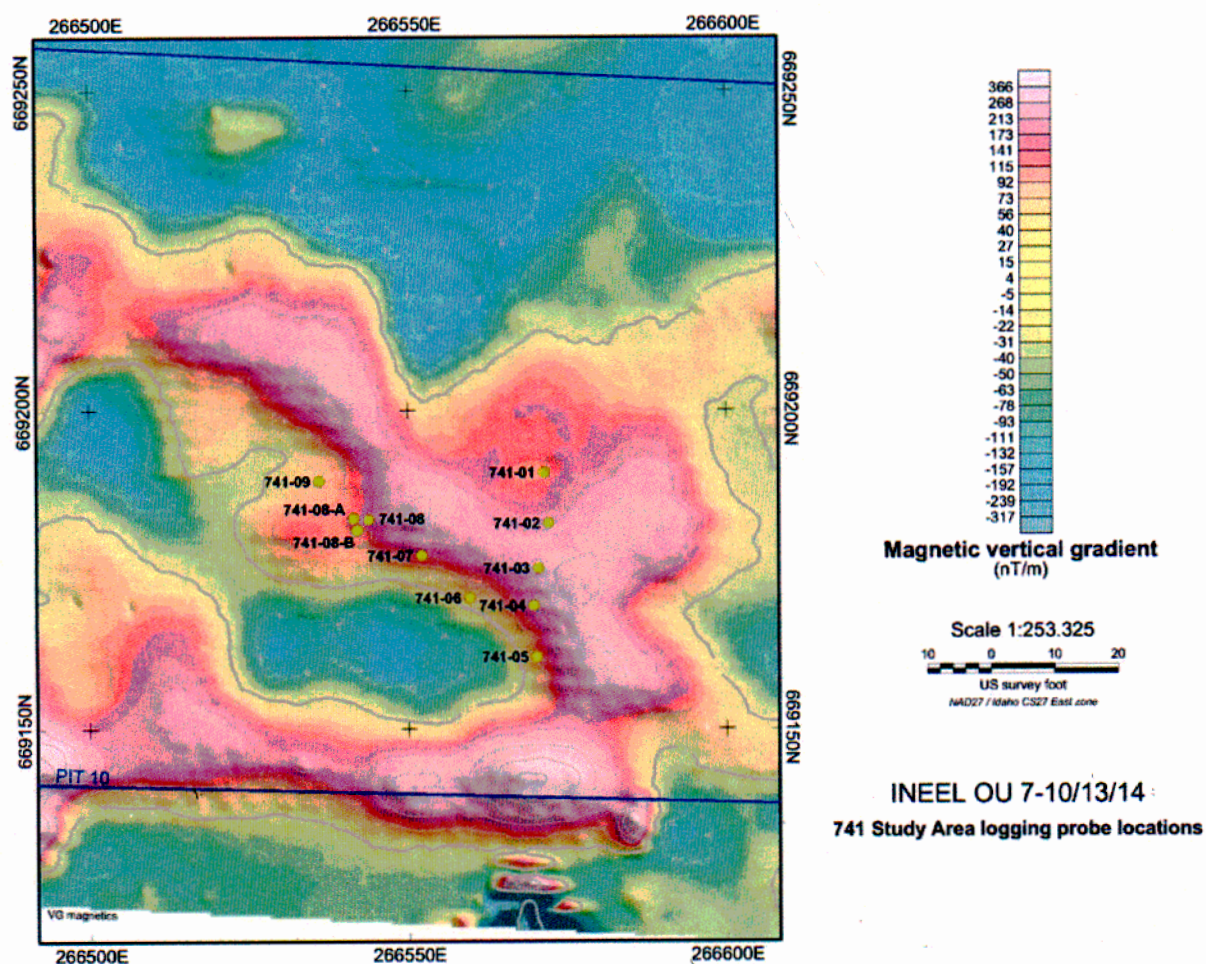 266500E 266550E 266600E
669250N
669250N
669200N
669200N
669150N
669150N
741-01
741-09
741-08-A
741-08
741-02
741-08-B
741-07
741-03
741-06
741-04
741-05
PIT 10
VG magnetics
266500E 266550E 266600E
366
268
213
173
141
115
92
73
56
40
27
15
4
-5
-14
-22
-31
-40
-50
-63
-78
-93
-111
-132
-157
-192
-239
-317
Magnetic vertical gradient
(nT/m)
Scale 1:253.325
10 0 10 20
US survey foot
NAD27 / Idaho CS27 East zone
INEEL OU 7-10/13/14
741 Study Area logging probe locations